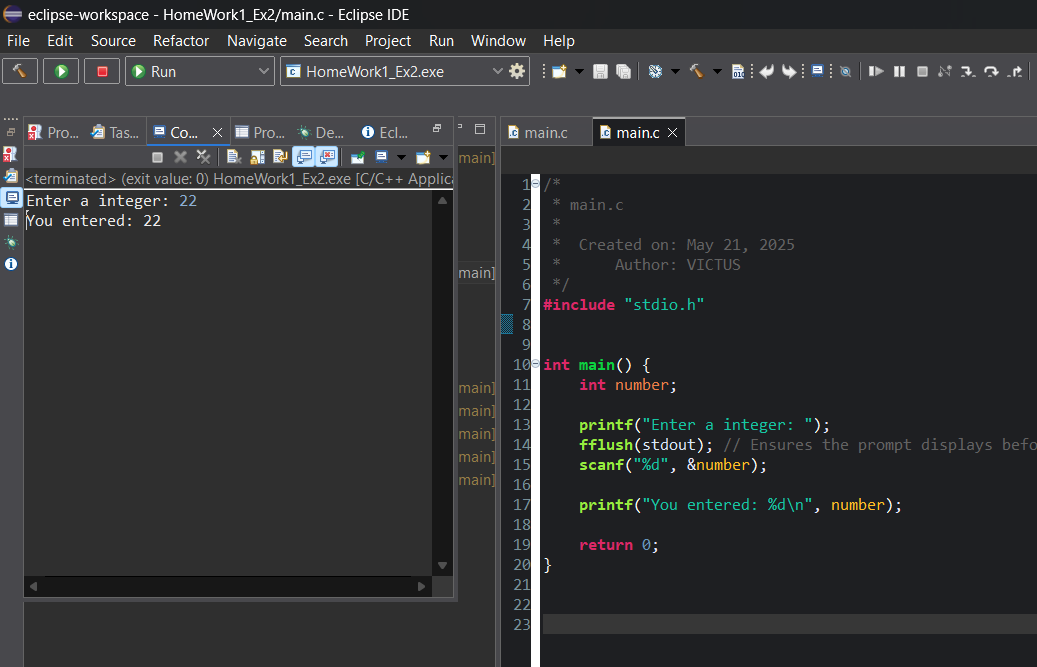 eclipse-workspace - HomeWork1_Ex2/main.c - Eclipse IDE
File Edit Source Refactor Navigate Search Project Run Window Help
Run HomeWork1_Ex2.exe
Pro... Tas... Co... Pro... De... Ecl...
<terminated> (exit value: 0) HomeWork1_Ex2.exe [C/C++ Applica
Enter a integer: 22
You entered: 22
main]
main]
main]
main]
main]
main]
main]
main.c main.c
1 /*
2 * main.c
3 *
4 * Created on: May 21, 2025
5 * Author: VICTUS
6 */
7 #include "stdio.h"
8
9
10 int main() {
11 int number;
12
13 printf("Enter a integer: ");
14 fflush(stdout); // Ensures the prompt displays befo
15 scanf("%d", &number);
16
17 printf("You entered: %d\n", number);
18
19 return 0;
20 }
21
22
23